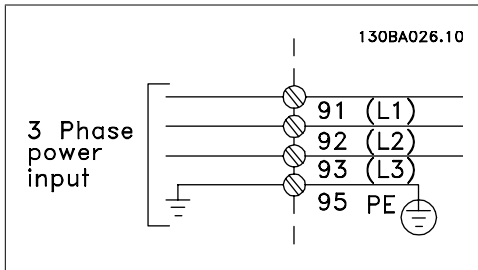 130BA026.10
3 Phase
power
input
91 (L1)
92 (L2)
93 (L3)
95 PE